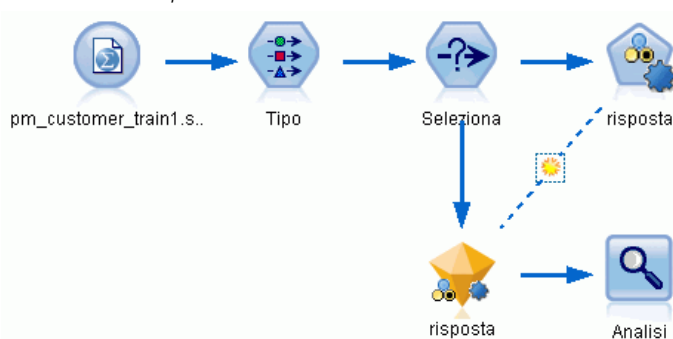 pm_customer_train1.s..
Tipo
Seleziona
risposta
risposta
Analisi